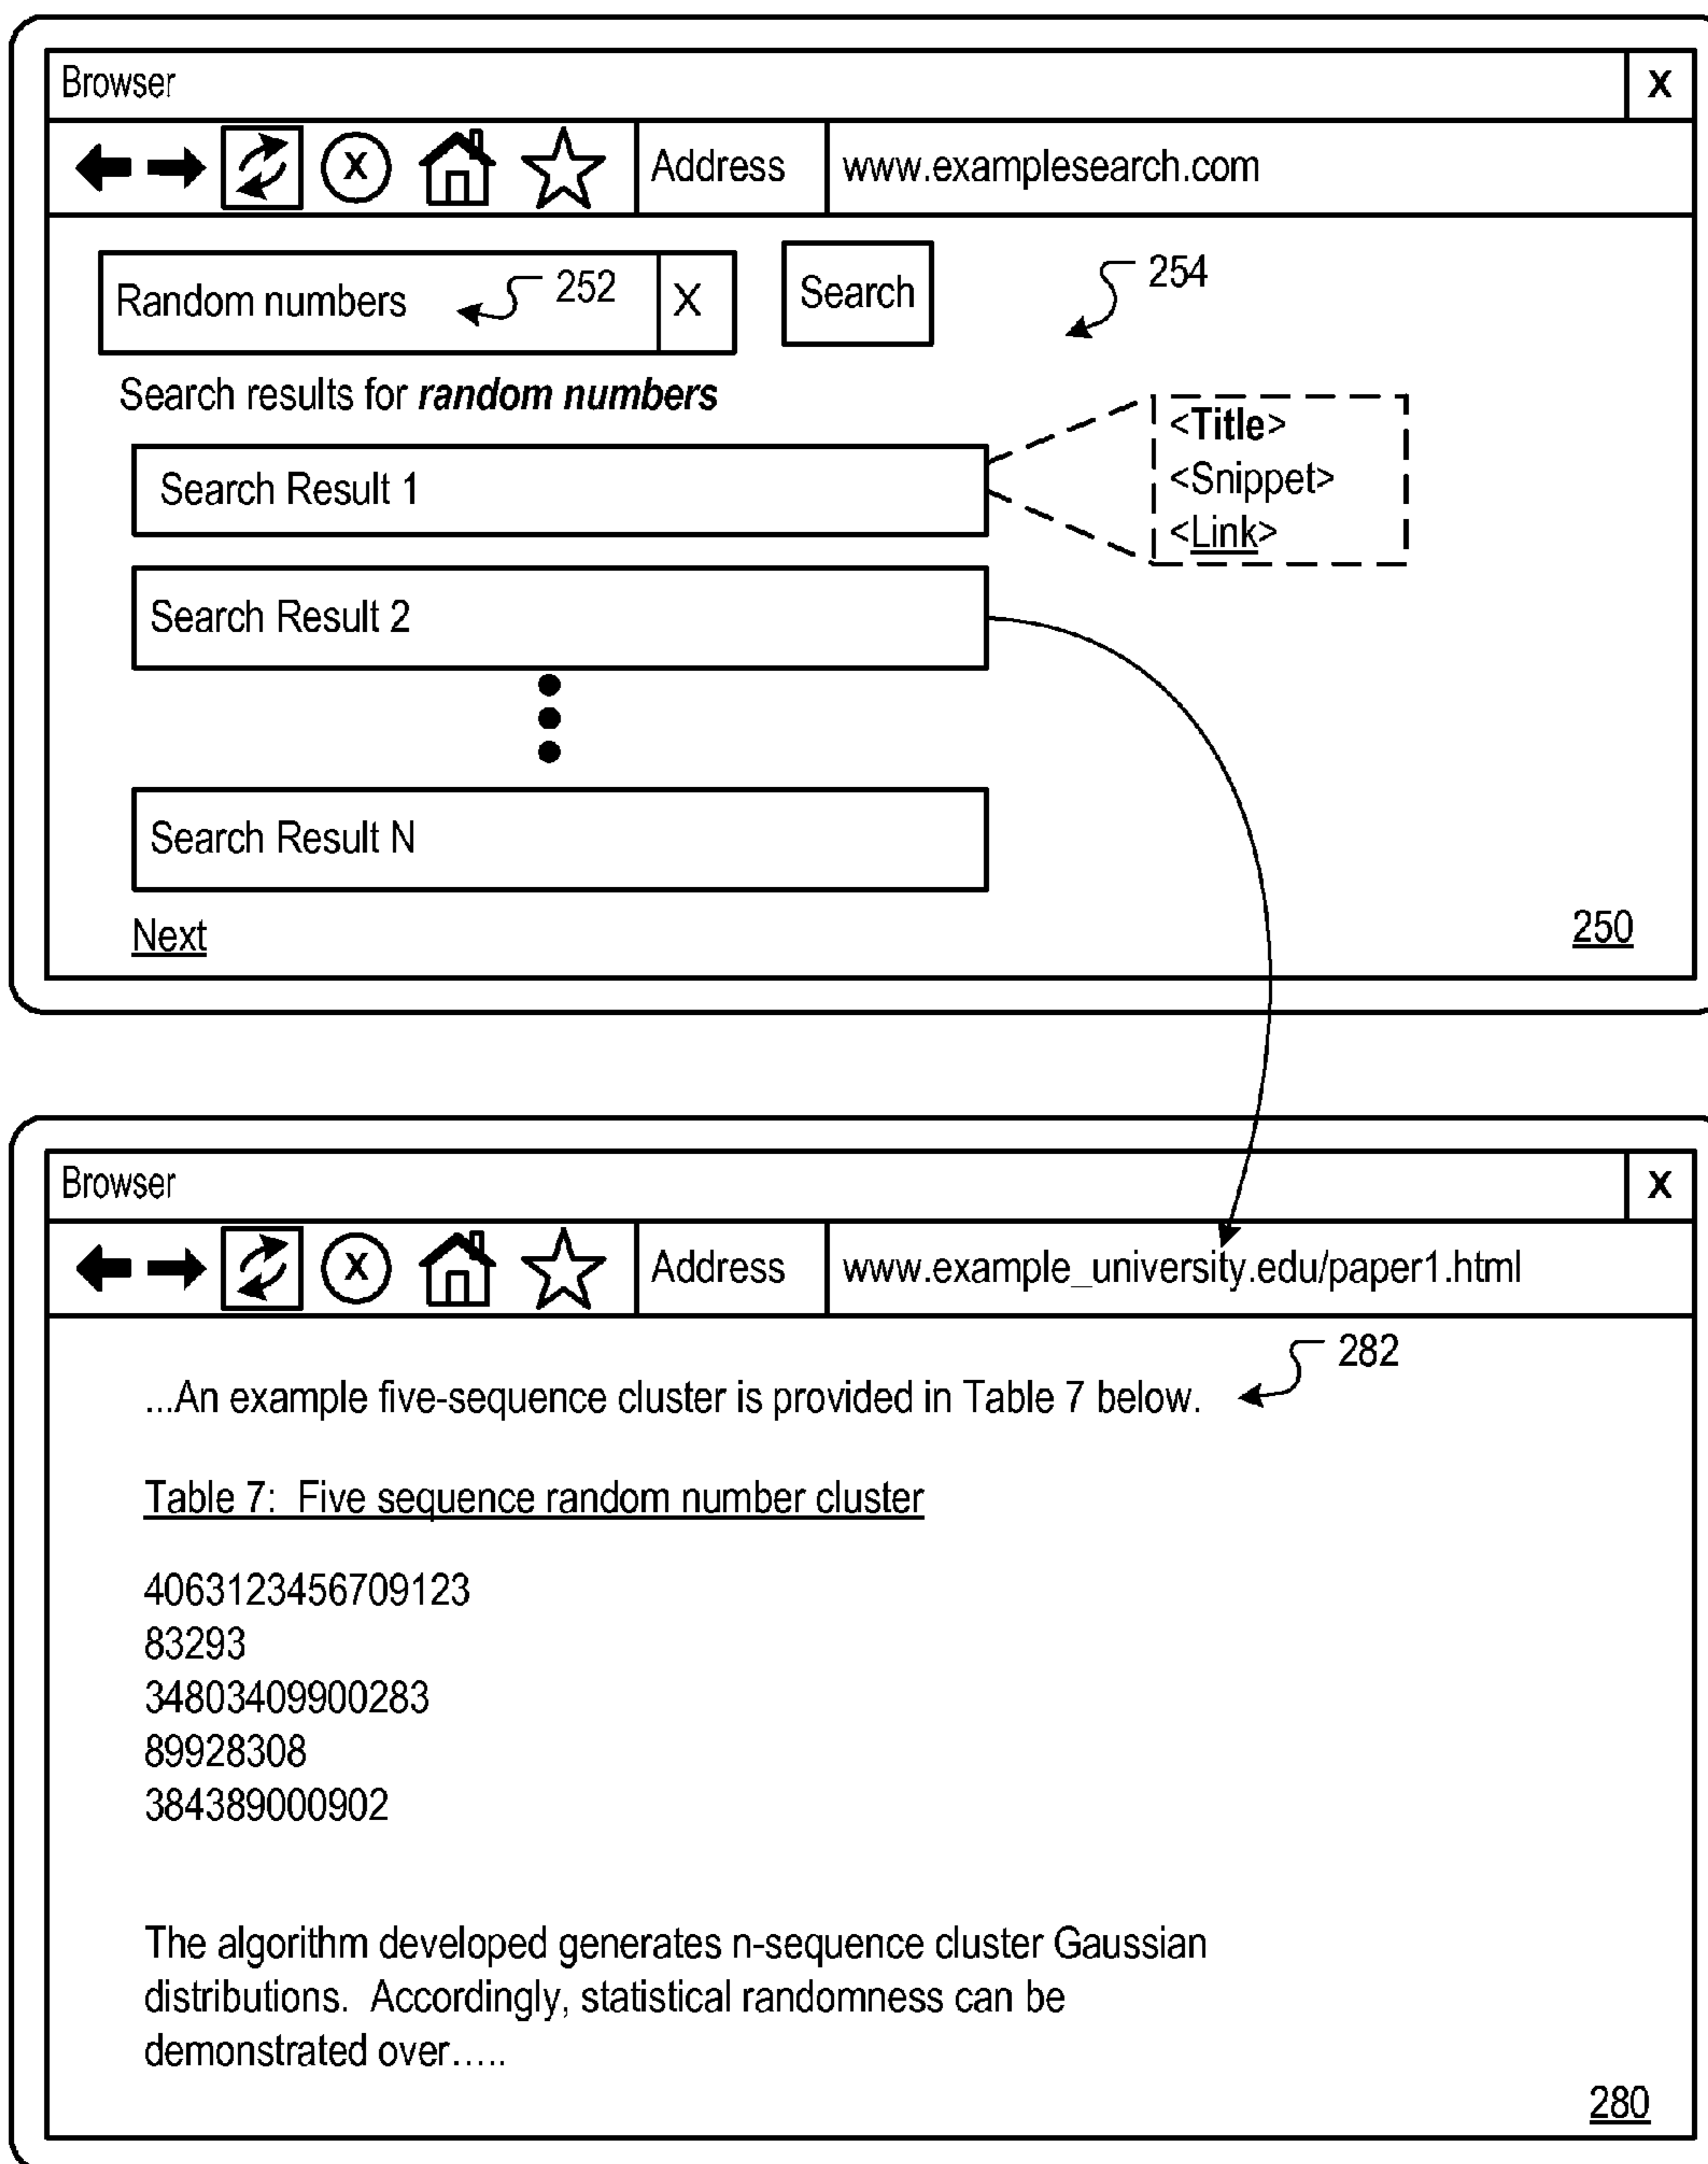 Browser X
X Address www.examplesearch.com
Random numbers 252 X Search 254
Search results for random numbers
<Title>
Search Result 1 <Snippet>
<Link>
Search Result 2
Search Result N
Next 250
Browser X
X Address www.example_university.edu/paper1.html
282
...An example five-sequence cluster is provided in Table 7 below.
Table 7: Five sequence random number cluster
4063123456709123
83293
34803409900283
89928308
384389000902
The algorithm developed generates n-sequence cluster Gaussian
distributions. Accordingly, statistical randomness can be
demonstrated over.....
280